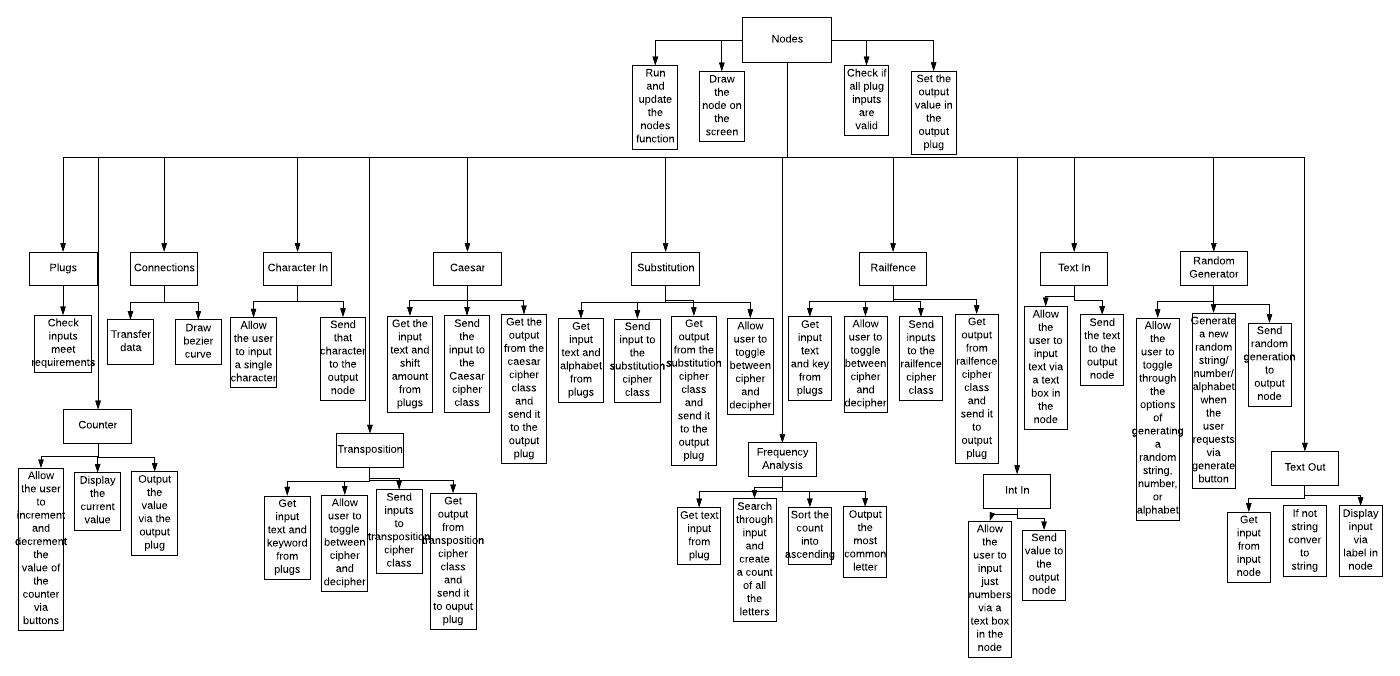 Nodes
Run
and
update
the
nodes
function
Draw
the
node on
the
screen
Check if
all plug
inputs
are
valid
Set the
output
value in
the
output
plug
Plugs
Check
inputs
meet
requirements
Connections
Transfer
data
Draw
bezier
curve
Character In
Allow
the user
to input
a single
character
Send
that
character
to the
output
node
Caesar
Get the
input
text and
shift
amount
from
plugs
Send
the
input to
the
Caesar
cipher
class
Get the
output
from the
caesar
cipher
class
and
send it
to the
output
plug
Substitution
Get
input
text and
alphabet
from
plugs
Send
input to
the
substitution
cipher
class
Get
output
from the
substitution
cipher
class
and
send it
to the
output
plug
Allow
user to
toggle
between
cipher
and
decipher
Railfence
Get
input
text
and key
from
plugs
Allow
user to
toggle
between
cipher
and
decipher
Send
inputs
to the
railfence
cipher
class
Get
output
from
railfence
cipher
class
and
send it
to
output
plug
Text In
Allow
the
user to
input
text via
a text
box in
the
node
Send
the text
to the
output
node
Random
Generator
Allow
the
user to
toggle
through
the
options
of
generating
a
random
string,
number,
or
alphabet
Generate
a new
random
string/
number/
alphabet
when
the
user
requests
via
generate
button
Send
random
generation
to
output
node
Counter
Allow
the user
to
increment
and
decrement
the
value of
the
counter
via
buttons
Display
the
current
value
Output
the
value
via the
output
plug
Transposition
Get
input
text and
keyword
from
plugs
Allow
user to
toggle
between
cipher
and
decipher
Send
inputs
to
transposition
cipher
class
Get
output
from
transposition
cipher
class
and
send it
to ouput
plug
Frequency
Analysis
Get text
input
from
plug
Search
through
input
and
create
a count
of all
the
letters
Sort the
count
into
ascending
Output
the
most
common
letter
Int In
Allow
the
user to
input
just
numbers
via a
text box
in the
node
Send
value to
the
output
node
Text Out
Get
input
from
input
node
If not
string
conver
to
string
Display
input
via
label in
node